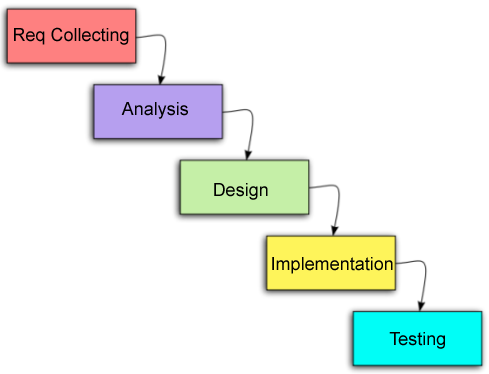 Req Collecting
Analysis
Design
Implementation
Testing